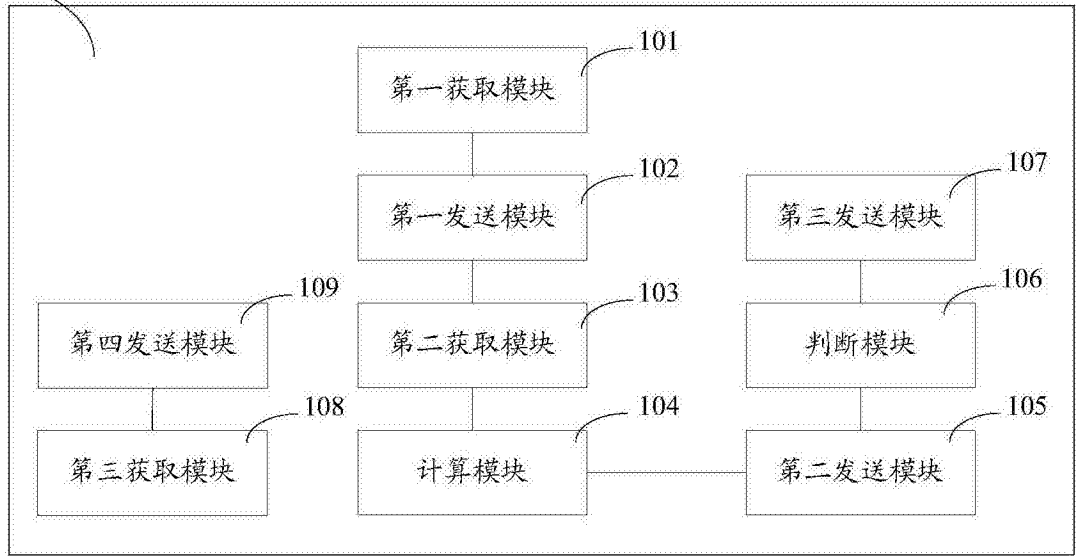 101
第一获取模块
102
第一发送模块
107
第三发送模块
109
第四发送模块
103
第二获取模块
106
判断模块
108
第三获取模块
104
计算模块
105
第二发送模块